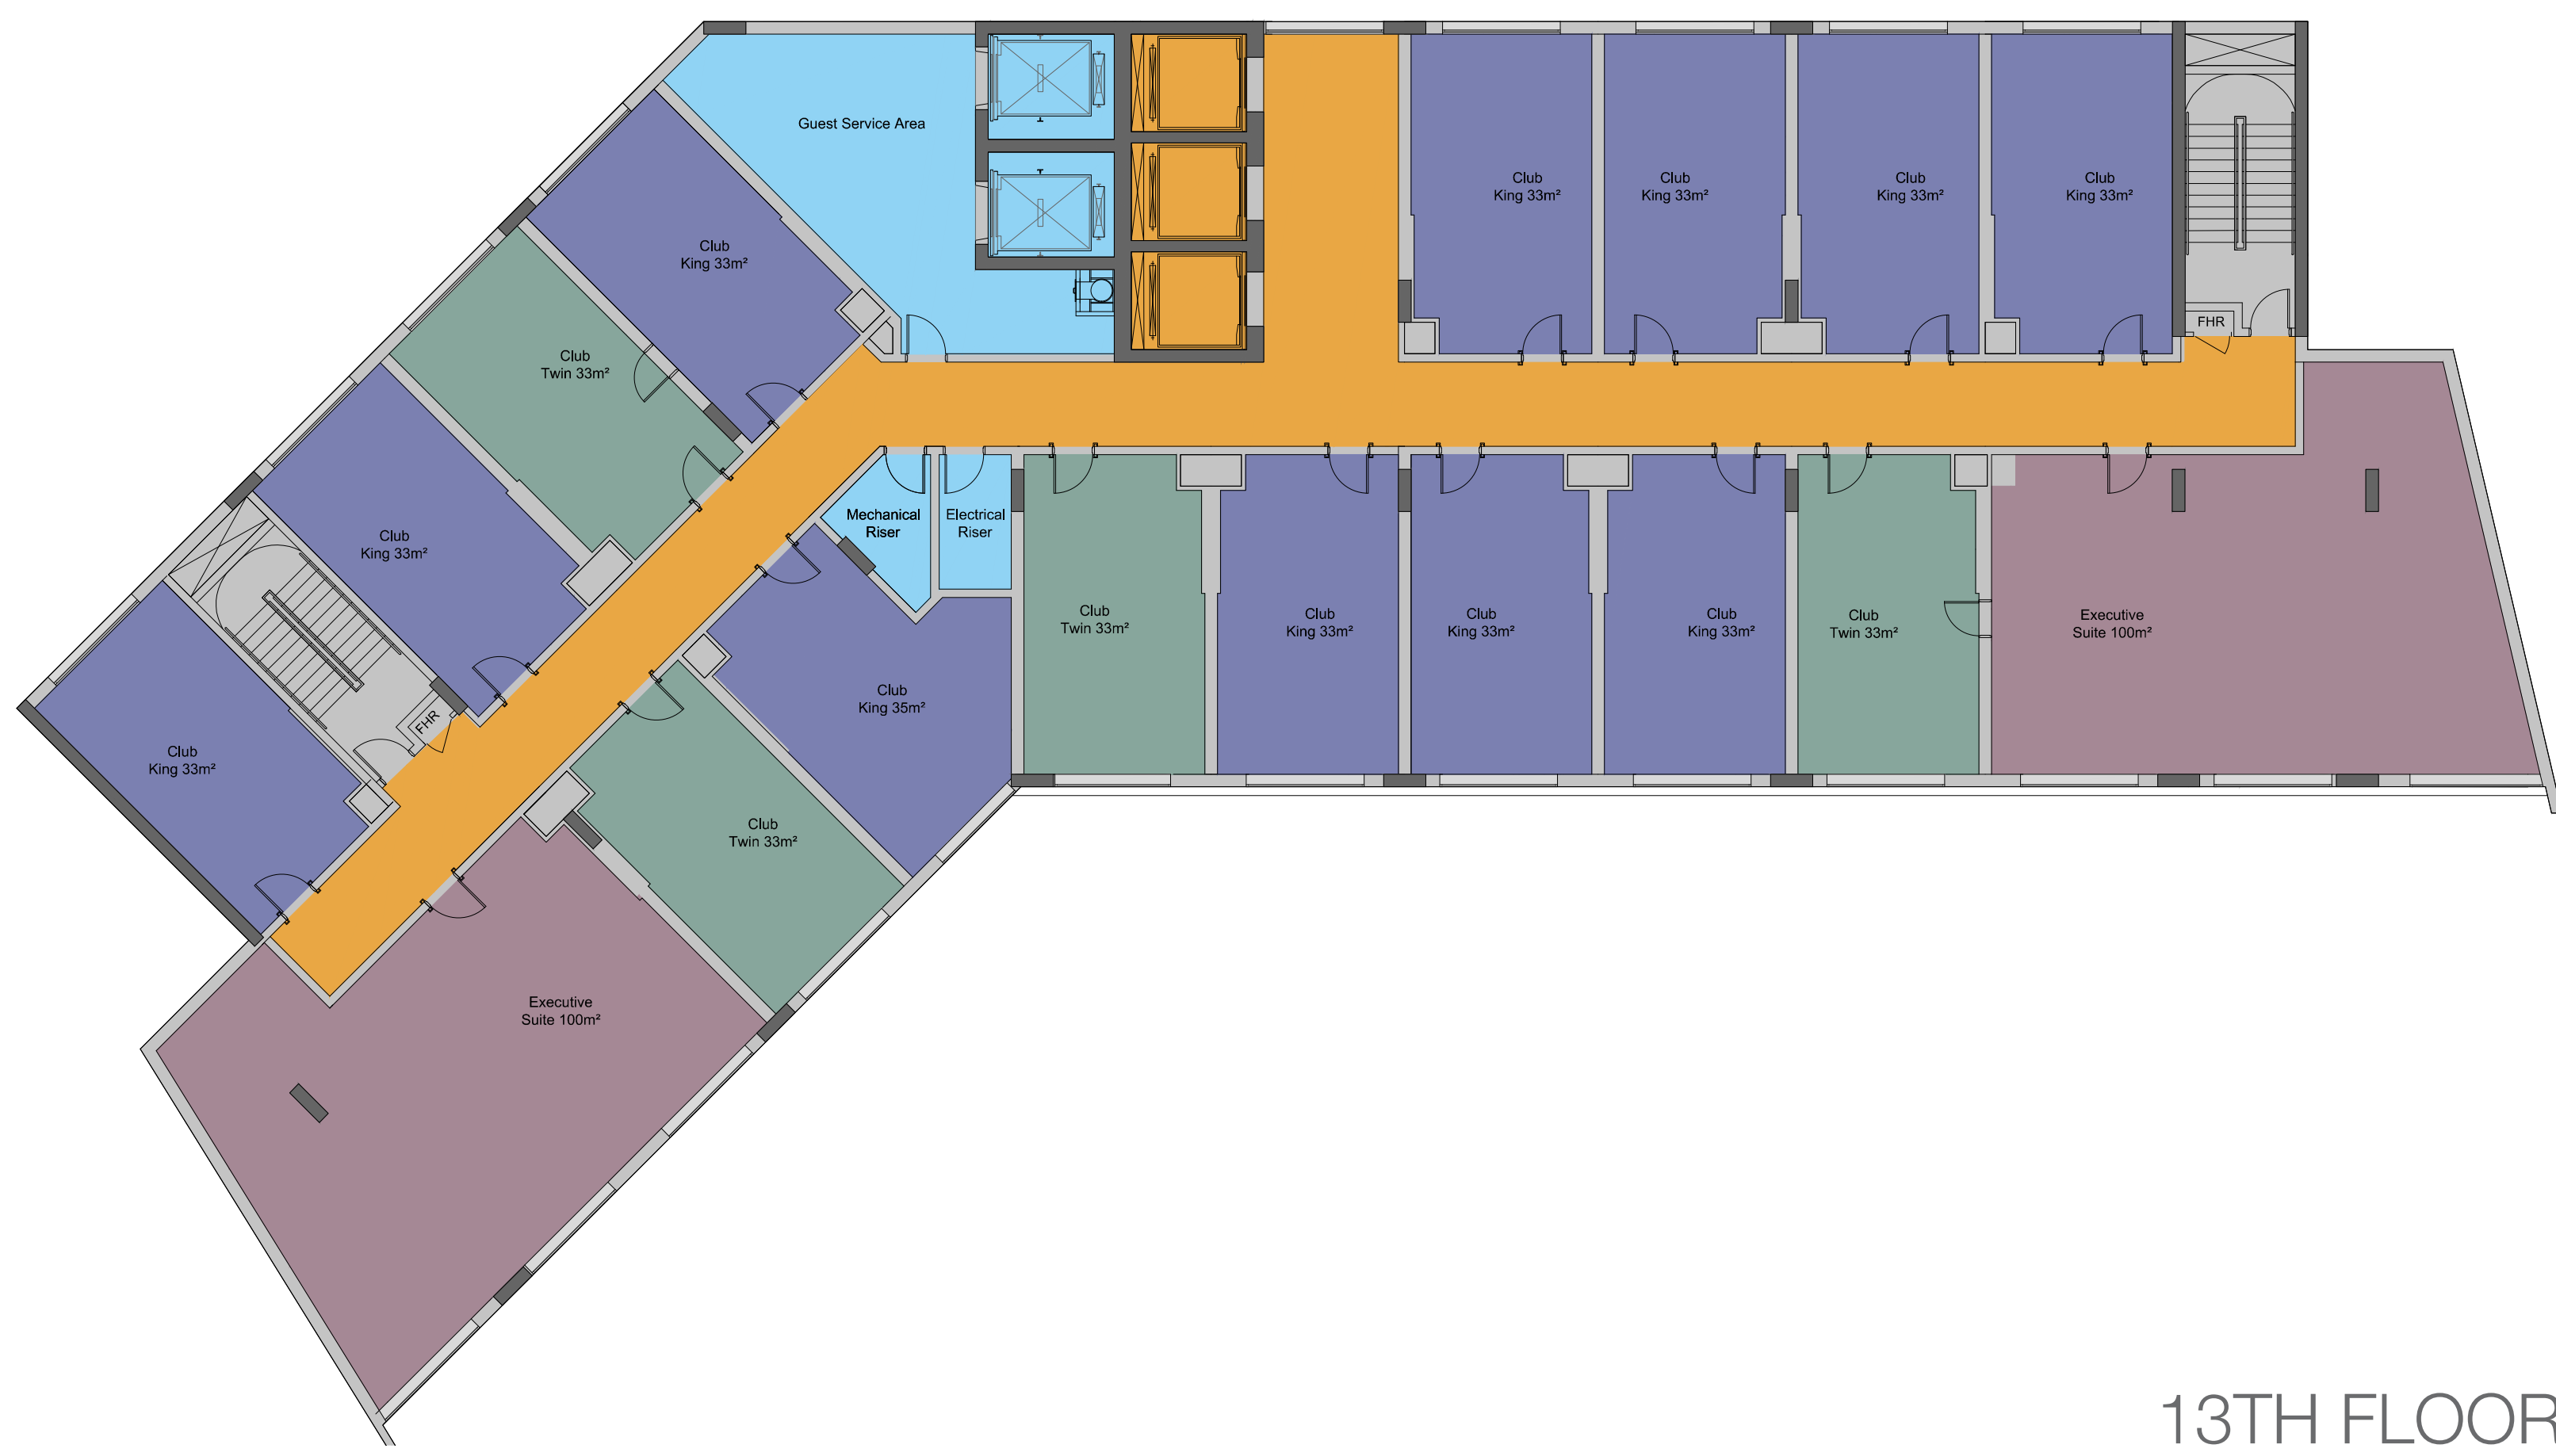 Guest Service Area
Club
King 33m²
Club
King 33m²
Club
King 33m²
Club
King 33m²
Club
King 33m²
FHR
Club
Twin 33m²
Club
King 33m²
Mechanical
Riser
Electrical
Riser
Club
Twin 33m²
Club
King 33m²
Club
King 33m²
Club
King 33m²
Club
Twin 33m²
Executive
Suite 100m²
Club
King 35m²
FHR
Club
King 33m²
Club
Twin 33m²
Executive
Suite 100m²
13TH FLOOR